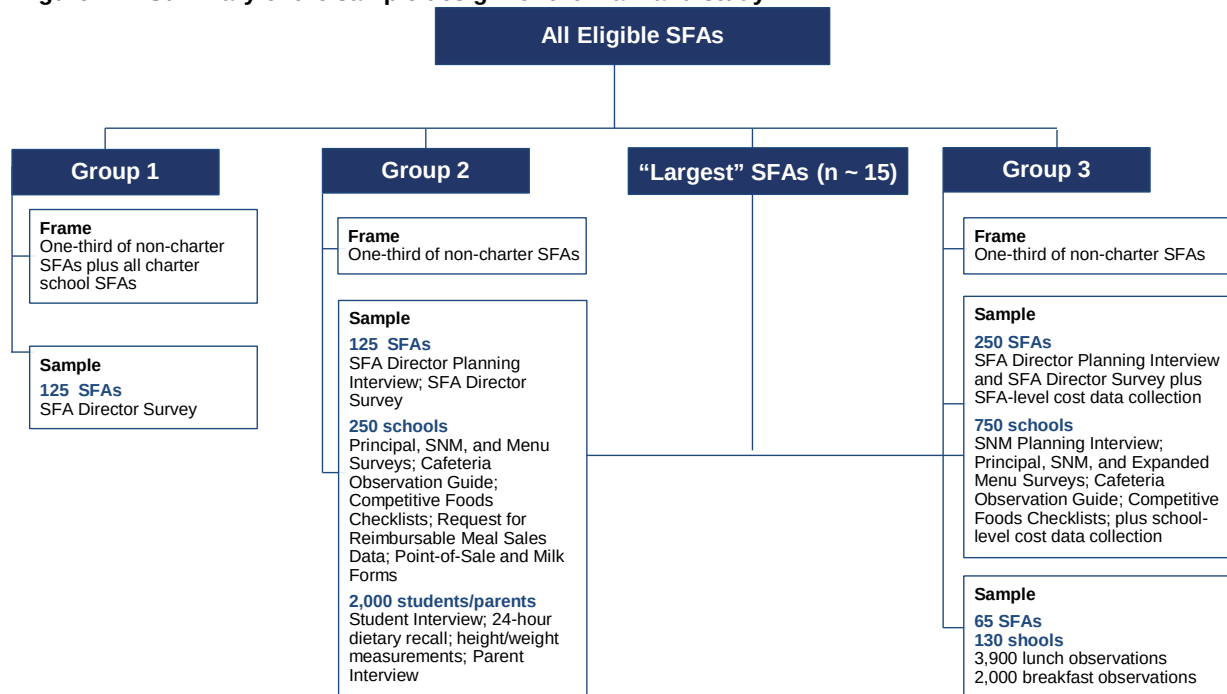 All Eligible SFAs
Group 1
Frame
One-third of non-charter
SFAs plus all charter
school SFAs
Sample
125 SFAs
SFA Director Survey
Group 2
Frame
One-third of non-charter SFAs
Sample
125 SFAs
SFA Director Planning
Interview; SFA Director
Survey
250 schools
Principal, SNM, and Menu
Surveys; Cafeteria
Observation Guide;
Competitive Foods
Checklists; Request for
Reimbursable Meal Sales
Data; Point-of-Sale and Milk
Forms
2,000 students/parents
Student Interview; 24-hour
dietary recall; height/weight
measurements; Parent
Interview
“Largest” SFAs (n ~ 15)
Group 3
Frame
One-third of non-charter SFAs
Sample
250 SFAs
SFA Director Planning Interview
and SFA Director Survey plus
SFA-level cost data collection
750 schools
SNM Planning Interview;
Principal, SNM, and Expanded
Menu Surveys; Cafeteria
Observation Guide; Competitive
Foods Checklists; plus school-
level cost data collection
Sample
65 SFAs
130 shools
3,900 lunch observations
2,000 breakfast observations